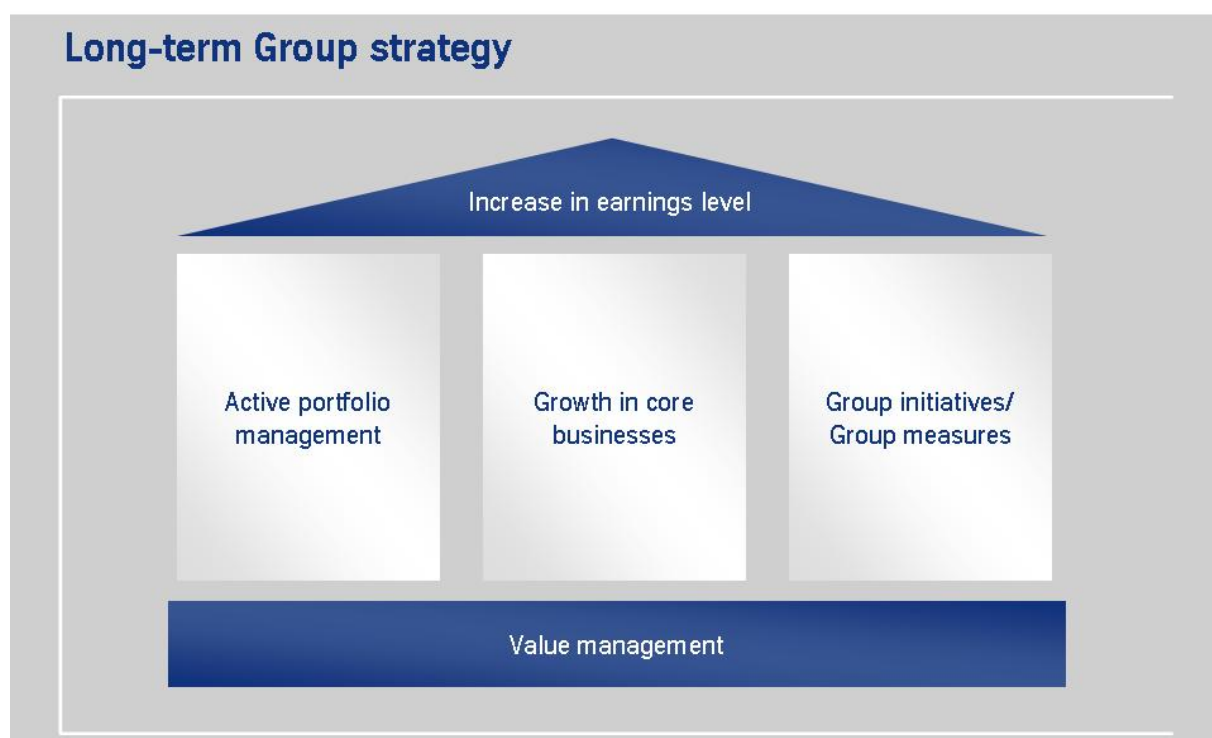 Long-term Group strategy
Increase in earnings level
Active portfolio
management
Growth in core
businesses
Group initiatives/
Group measures
Value management